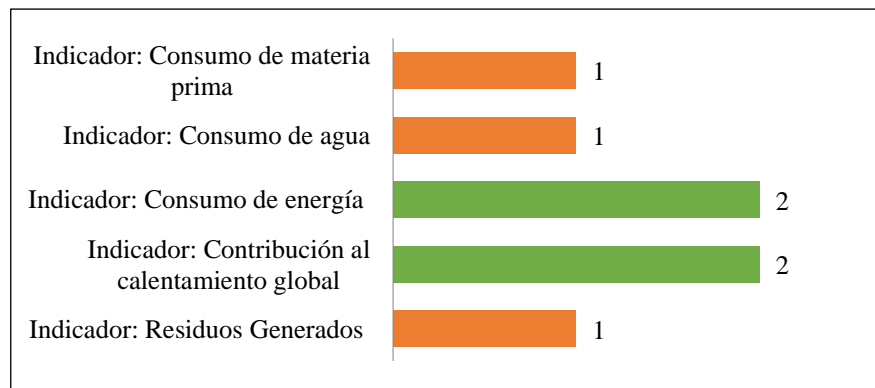 Indicador: Consumo de materia
prima
1
Indicador: Consumo de agua
1
Indicador: Consumo de energía
2
Indicador: Contribución al
calentamiento global
2
Indicador: Residuos Generados
1